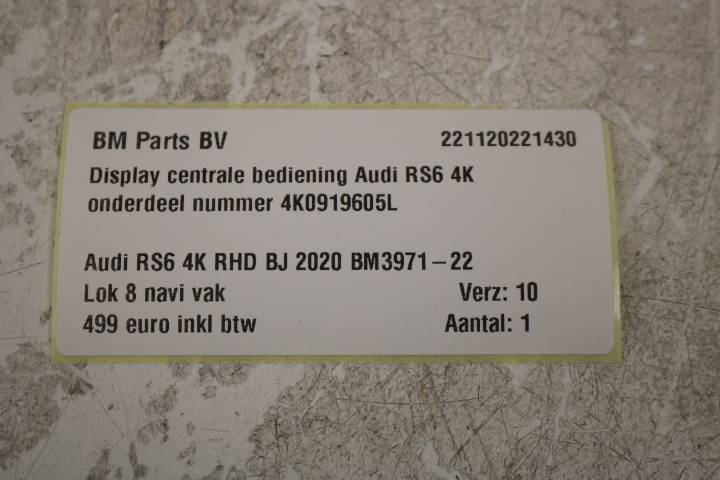 BM Parts BV 221120221430
Display centrale bediening Audi RS6 4K
onderdeel nummer 4K0919605L
Audi RS6 4K RHD BJ 2020 BM3971-22
Lok 8 navi vak Verz: 10
499 euro inkl btw Aantal: 1